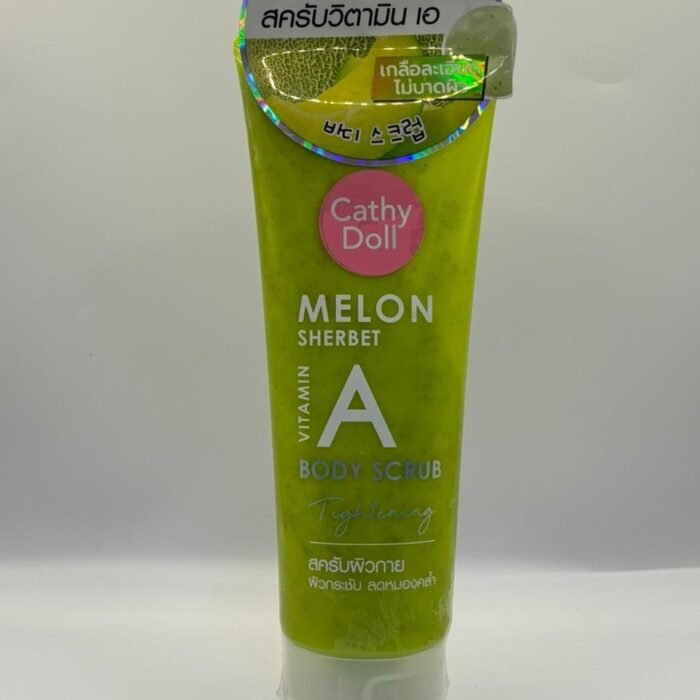 สครับวิตามิน เอ
เกลือละเอียด
ไม่บาดผิว
바디 스크럽
Cathy
Doll
MELON
SHERBET
VITAMIN
A
BODY SCRUB
Tightening
สครับผิวกาย
ผิวกระชับ ลดหมองคล้ำ